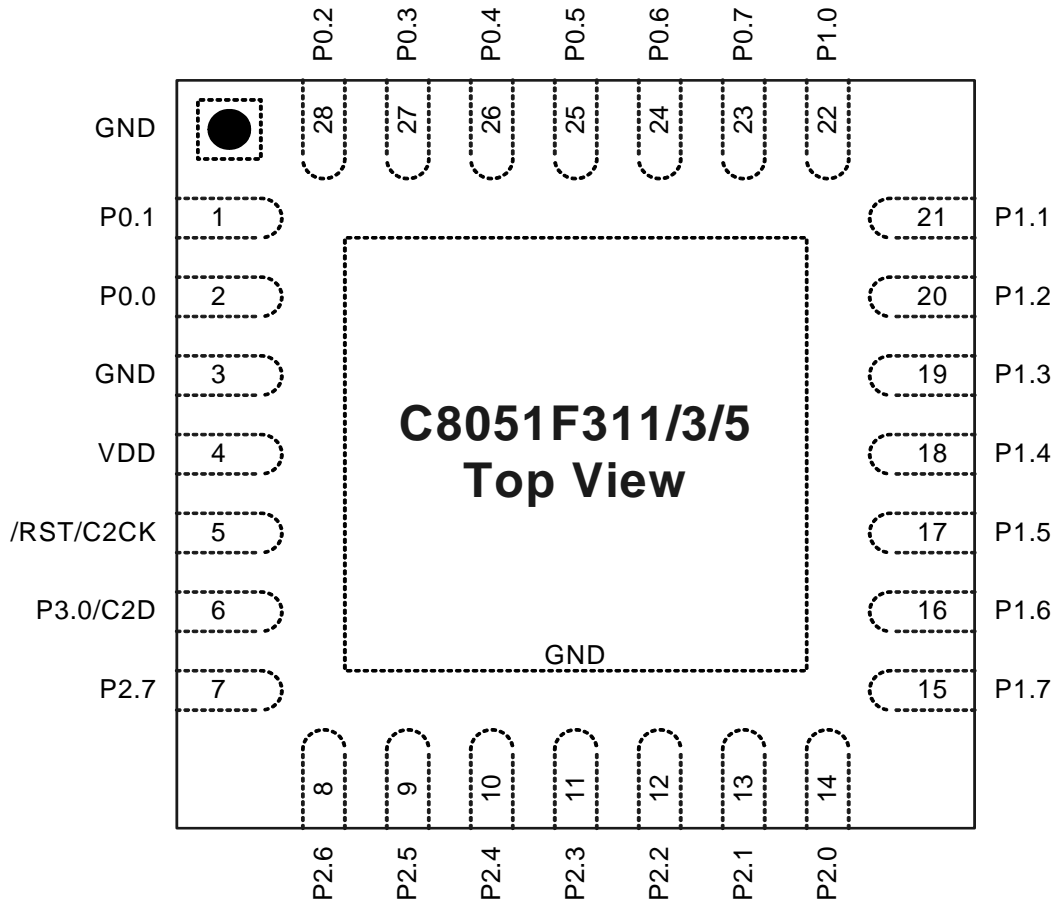 P0.2 P0.3 P0.4 P0.5 P0.6 P0.7 P1.0
28 27 26 25 24 23 22
GND
P0.1 1 21 P1.1
P0.0 2 20 P1.2
GND 3 19 P1.3
C8051F311/3/5
VDD 4 18 P1.4
Top View
/RST/C2CK 5 17 P1.5
P3.0/C2D 6 16 P1.6
GND
P2.7 7 15 P1.7
8 9 10 11 12 13 14
P2.6 P2.5 P2.4 P2.3 P2.2 P2.1 P2.0